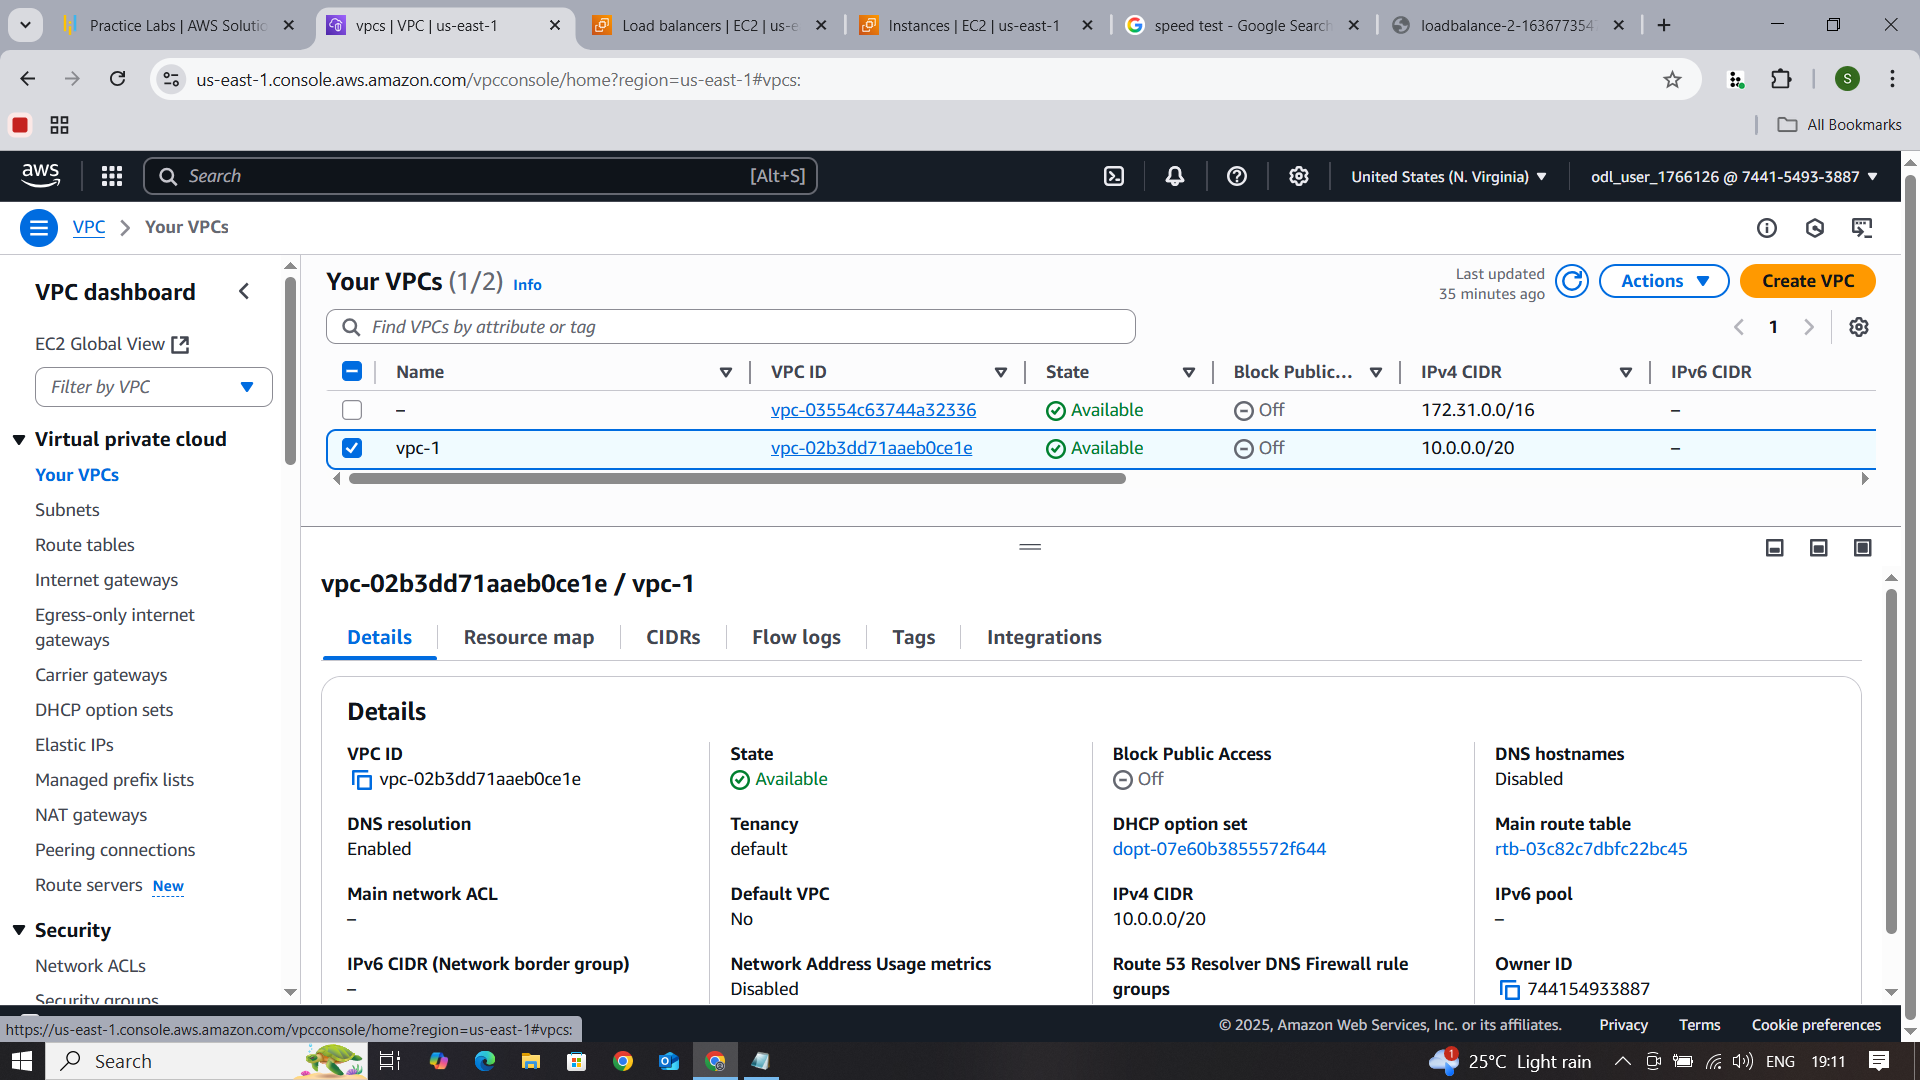 Practice Labs | AWS Solutio
vpcs | VPC | us-east-1
Load balancers | EC2 | us-e
Instances | EC2 | us-east-1
speed test - Google Search
loadbalance-2-163677354
us-east-1.console.aws.amazon.com/vpcconsole/home?region=us-east-1#vpcs:
S
All Bookmarks
aws
Search
[Alt+S]
United States (N. Virginia)
odl_user_1766126 @ 7441-5493-3887
VPC
Your VPCs
VPC dashboard
EC2 Global View
Filter by VPC
Virtual private cloud
Your VPCs
Subnets
Route tables
Internet gateways
Egress-only internet
gateways
Carrier gateways
DHCP option sets
Elastic IPs
Managed prefix lists
NAT gateways
Peering connections
Route servers New
Security
Network ACLs
Security groups
Your VPCs (1/2) Info
Last updated
35 minutes ago
Actions
Create VPC
Find VPCs by attribute or tag
1
Name VPC ID State Block Public... IPv4 CIDR IPv6 CIDR
– vpc-03554c63744a32336 Available Off 172.31.0.0/16 –
vpc-1 vpc-02b3dd71aaeb0ce1e Available Off 10.0.0.0/20 –
vpc-02b3dd71aaeb0ce1e / vpc-1
Details Resource map CIDRs Flow logs Tags Integrations
Details
VPC ID
vpc-02b3dd71aaeb0ce1e
State
Available
Block Public Access
Off
DNS hostnames
Disabled
DNS resolution
Enabled
Tenancy
default
DHCP option set
dopt-07e60b3855572f644
Main route table
rtb-03c82c7dbfc22bc45
Main network ACL
–
Default VPC
No
IPv4 CIDR
10.0.0.0/20
IPv6 pool
–
IPv6 CIDR (Network border group)
–
Network Address Usage metrics
Disabled
Route 53 Resolver DNS Firewall rule
groups
Owner ID
744154933887
https://us-east-1.console.aws.amazon.com/vpcconsole/home?region=us-east-1#vpcs:
© 2025, Amazon Web Services, Inc. or its affiliates.
Privacy
Terms
Cookie preferences
Search
1
25°C Light rain
ENG
19:11